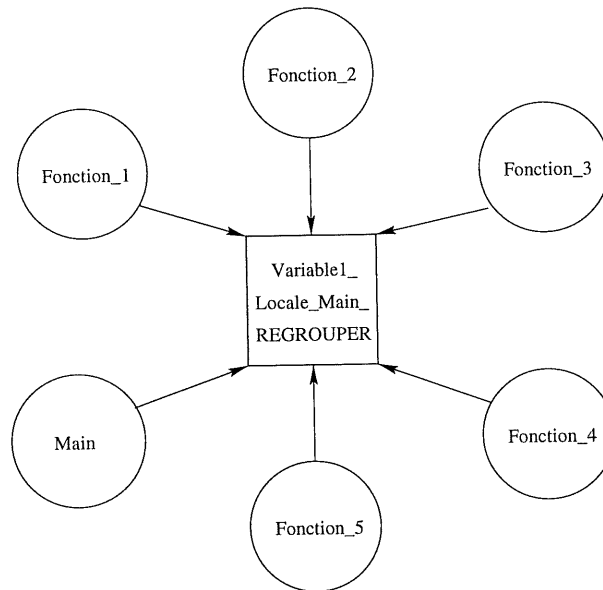 Fonction_2
Fonction_1
Fonction_3
Variable1_
Locale_Main_
REGROUPER
Main
Fonction_4
Fonction_5